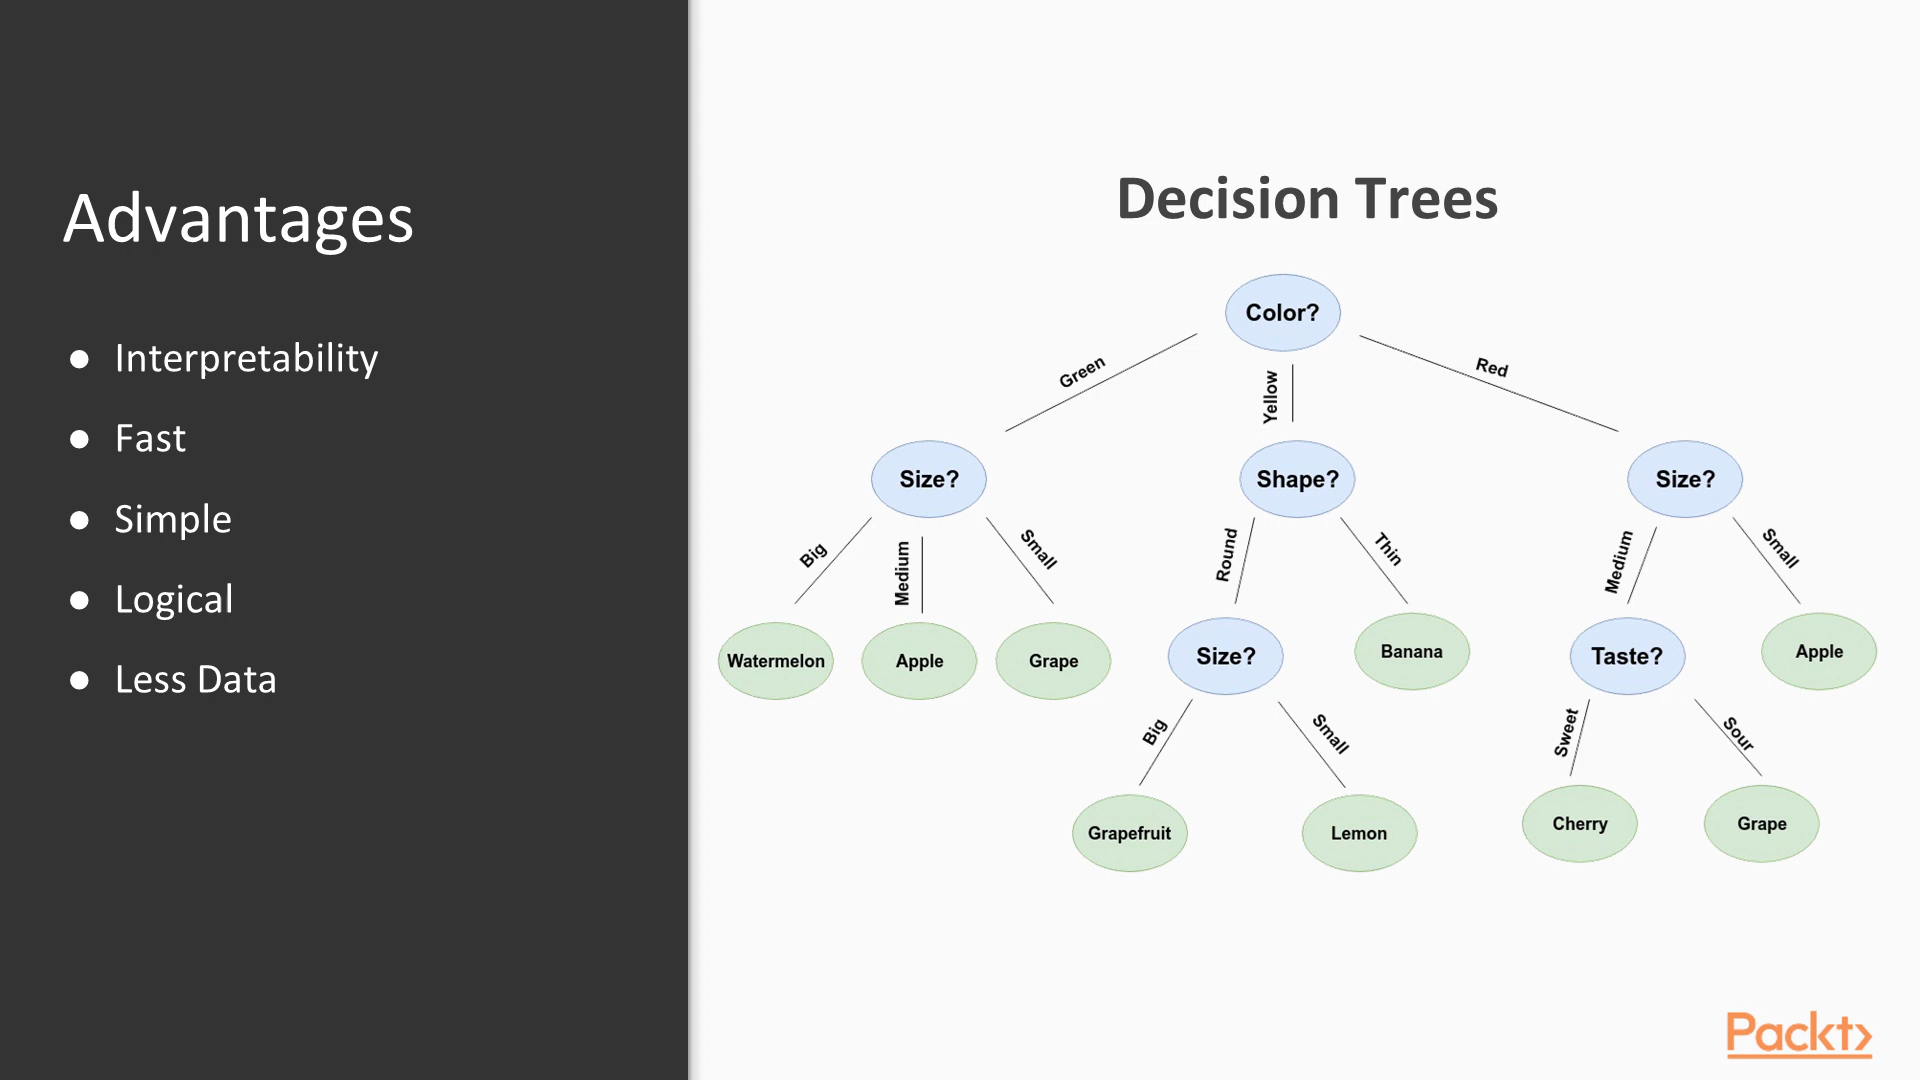 Advantages
● Interpretability
● Fast
● Simple
● Logical
● Less Data
Decision Trees
Color?
Green
Yellow
Red
Size?
Shape?
Size?
Big
Medium
Small
Round
Thin
Medium
Small
Watermelon
Apple
Grape
Size?
Banana
Taste?
Apple
Big
Small
Sweet
Sour
Grapefruit
Lemon
Cherry
Grape
Packt>